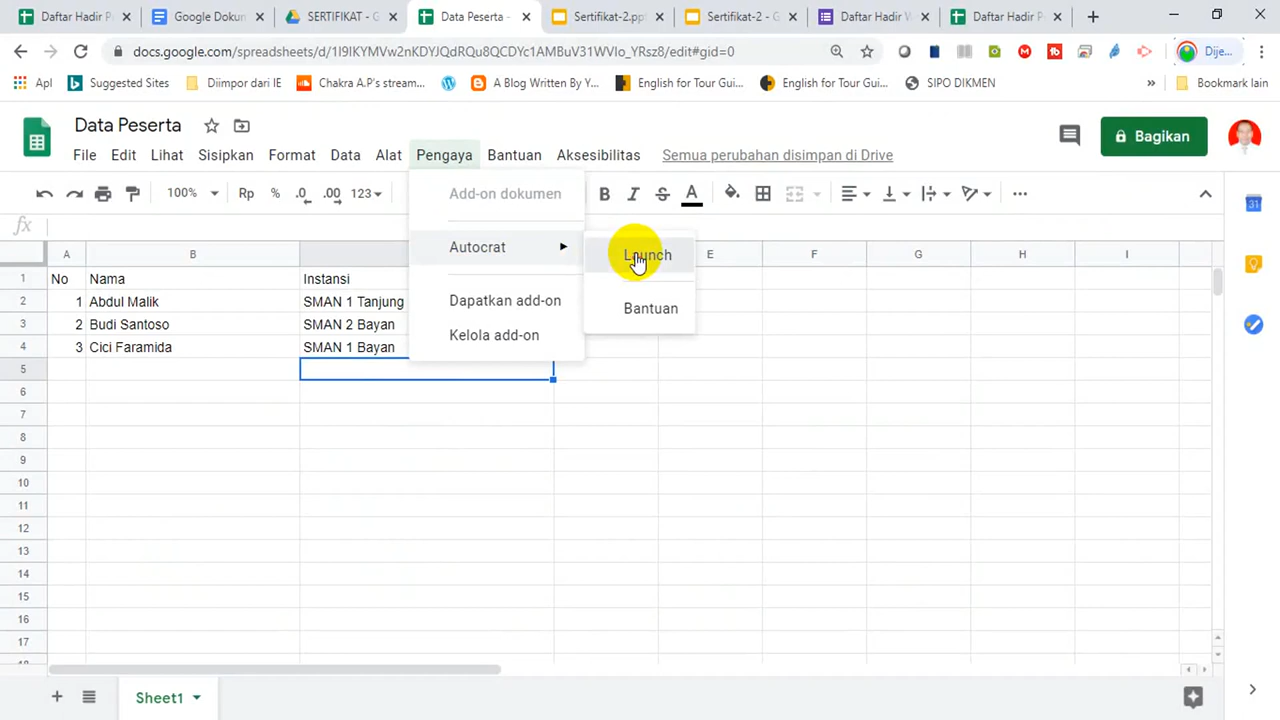 Daftar Hadir P
Google Dokun
SERTIFIKAT - G
Data Peserta -
Sertifikat-2.pp
Sertifikat-2 - G
Daftar Hadir W
Daftar Hadir P
docs.google.com/spreadsheets/d/1I9IKYMVw2nKDYJQdRQu8QCDYc1AMBuV31WVIo_YRsz8/edit#gid=0
Dije...
Apl
Suggested Sites
Diimpor dari IE
Chakra A.P's stream...
A Blog Written By Y...
English for Tour Gui...
English for Tour Gui...
SIPO DIKMEN
»
Bookmark lain
Data Peserta
Bagikan
File Edit Lihat Sisipkan Format Data Alat Pengaya Bantuan Aksesibilitas Semua perubahan disimpan di Drive
100% Rp % .0 .00 123 B I S A
Add-on dokumen
Autocrat
Launch
Dapatkan add-on
Bantuan
Kelola add-on
fx
A B E F G H I
1 No Nama Instansi
2 1 Abdul Malik SMAN 1 Tanjung
3 2 Budi Santoso SMAN 2 Bayan
4 3 Cici Faramida SMAN 1 Bayan
5
6
7
8
9
10
11
12
13
14
15
16
17
31
Sheet1